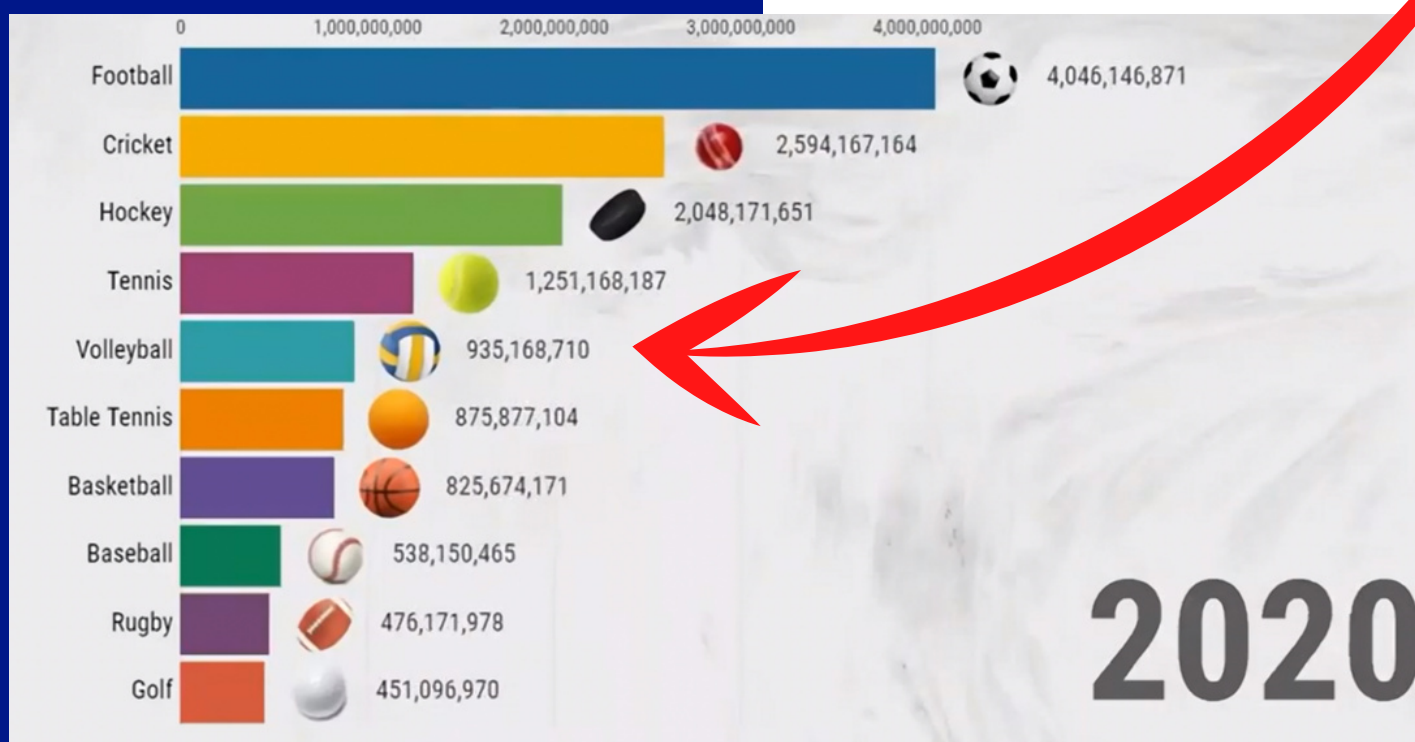 0 1,000,000,000 2,000,000,000 3,000,000,000 4,000,000,000
Football 4,046,146,871
Cricket 2,594,167,164
Hockey 2,048,171,651
Tennis 1,251,168,187
Volleyball 935,168,710
Table Tennis 875,877,104
Basketball 825,674,171
Baseball 538,150,465
Rugby 476,171,978
Golf 451,096,970
2020